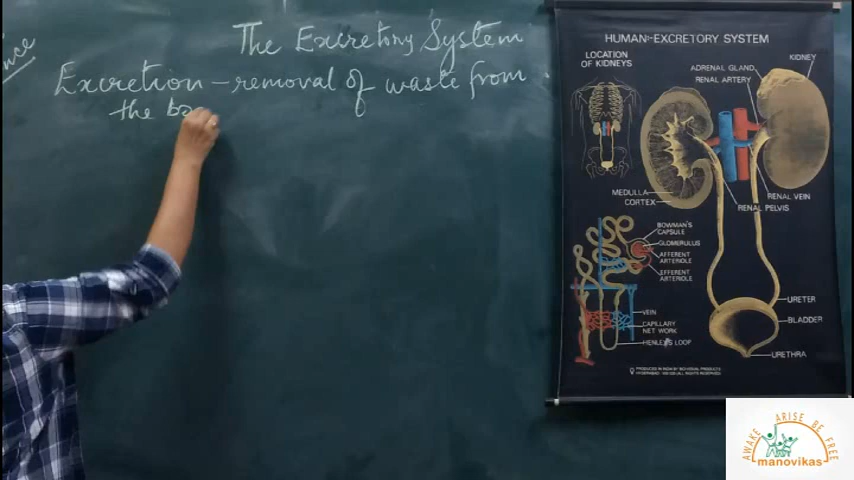 The Excretory System
Excretion – removal of waste from
the bo
HUMAN-EXCRETORY SYSTEM
LOCATION
OF KIDNEYS
KIDNEY
ADRENAL GLAND
RENAL ARTERY
MEDULLA
CORTEX
RENAL VEIN
RENAL PELVIS
BOWMAN'S
CAPSULE
GLOMERULUS
AFFERENT
ARTERIOLE
EFFERENT
ARTERIOLE
VEIN
CAPILLARY
NET WORK
HENLEY'S LOOP
URETER
BLADDER
URETHRA
AWAKE ARISE BE FREE
manovikas